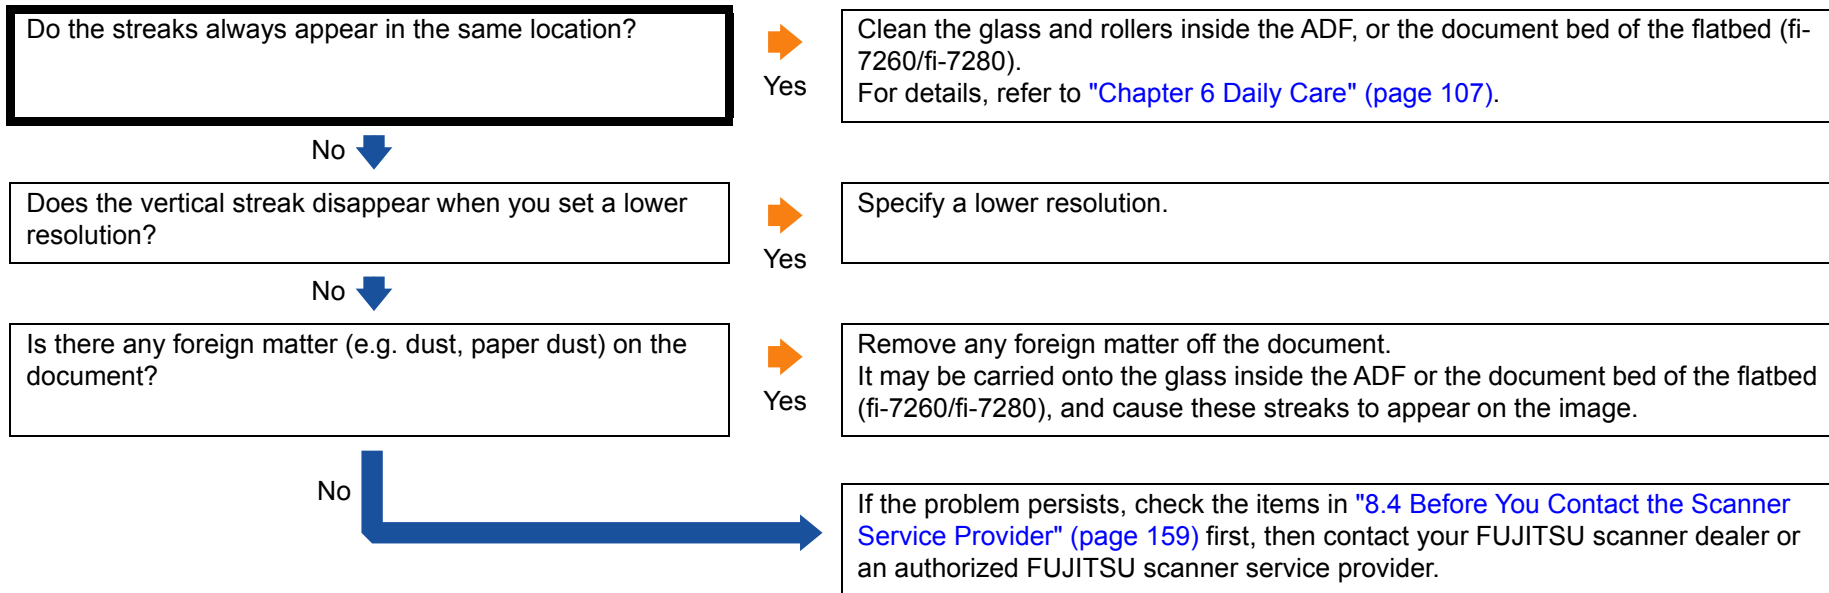 Do the streaks always appear in the same location?
Yes
Clean the glass and rollers inside the ADF, or the document bed of the flatbed (fi-
7260/fi-7280).
For details, refer to "Chapter 6 Daily Care" (page 107).
No
Does the vertical streak disappear when you set a lower
resolution?
Yes
Specify a lower resolution.
No
Is there any foreign matter (e.g. dust, paper dust) on the
document?
Yes
Remove any foreign matter off the document.
It may be carried onto the glass inside the ADF or the document bed of the flatbed
(fi-7260/fi-7280), and cause these streaks to appear on the image.
No
If the problem persists, check the items in "8.4 Before You Contact the Scanner
Service Provider" (page 159) first, then contact your FUJITSU scanner dealer or
an authorized FUJITSU scanner service provider.